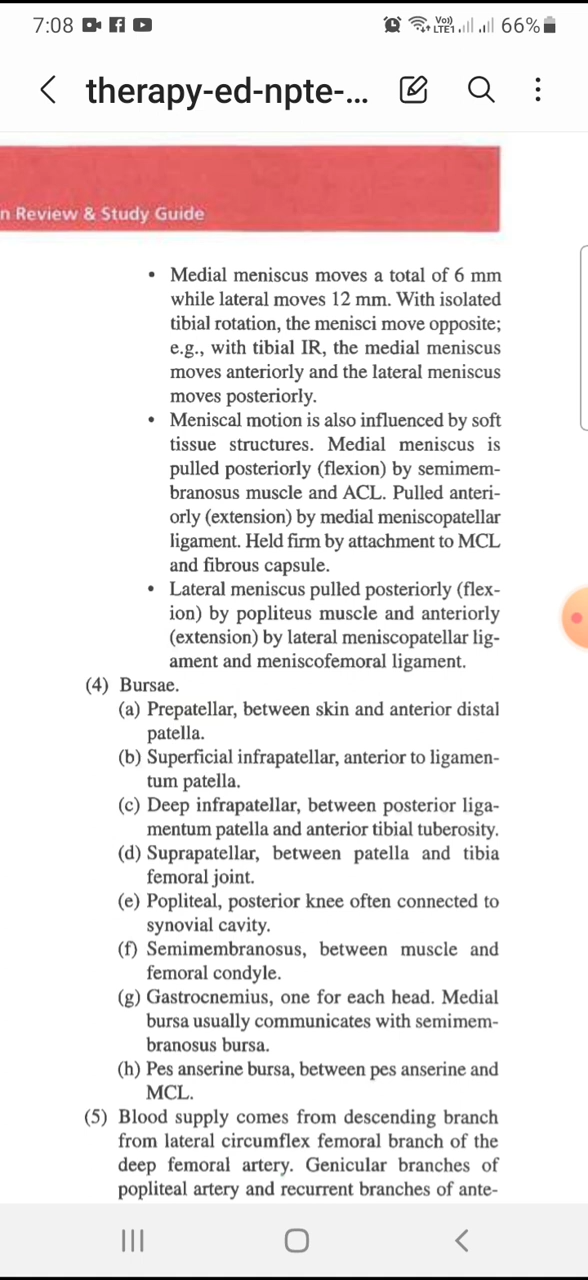 7:08
Vo)) LTE1 66%
therapy-ed-npte-...
n Review & Study Guide
• Medial meniscus moves a total of 6 mm
while lateral moves 12 mm. With isolated
tibial rotation, the menisci move opposite;
e.g., with tibial IR, the medial meniscus
moves anteriorly and the lateral meniscus
moves posteriorly.
• Meniscal motion is also influenced by soft
tissue structures. Medial meniscus is
pulled posteriorly (flexion) by semimem-
branosus muscle and ACL. Pulled anteri-
orly (extension) by medial meniscopatellar
ligament. Held firm by attachment to MCL
and fibrous capsule.
• Lateral meniscus pulled posteriorly (flex-
ion) by popliteus muscle and anteriorly
(extension) by lateral meniscopatellar lig-
ament and meniscofemoral ligament.
(4) Bursae.
(a) Prepatellar, between skin and anterior distal
patella.
(b) Superficial infrapatellar, anterior to ligamen-
tum patella.
(c) Deep infrapatellar, between posterior liga-
mentum patella and anterior tibial tuberosity.
(d) Suprapatellar, between patella and tibia
femoral joint.
(e) Popliteal, posterior knee often connected to
synovial cavity.
(f) Semimembranosus, between muscle and
femoral condyle.
(g) Gastrocnemius, one for each head. Medial
bursa usually communicates with semimem-
branosus bursa.
(h) Pes anserine bursa, between pes anserine and
MCL.
(5) Blood supply comes from descending branch
from lateral circumflex femoral branch of the
deep femoral artery. Genicular branches of
popliteal artery and recurrent branches of ante-